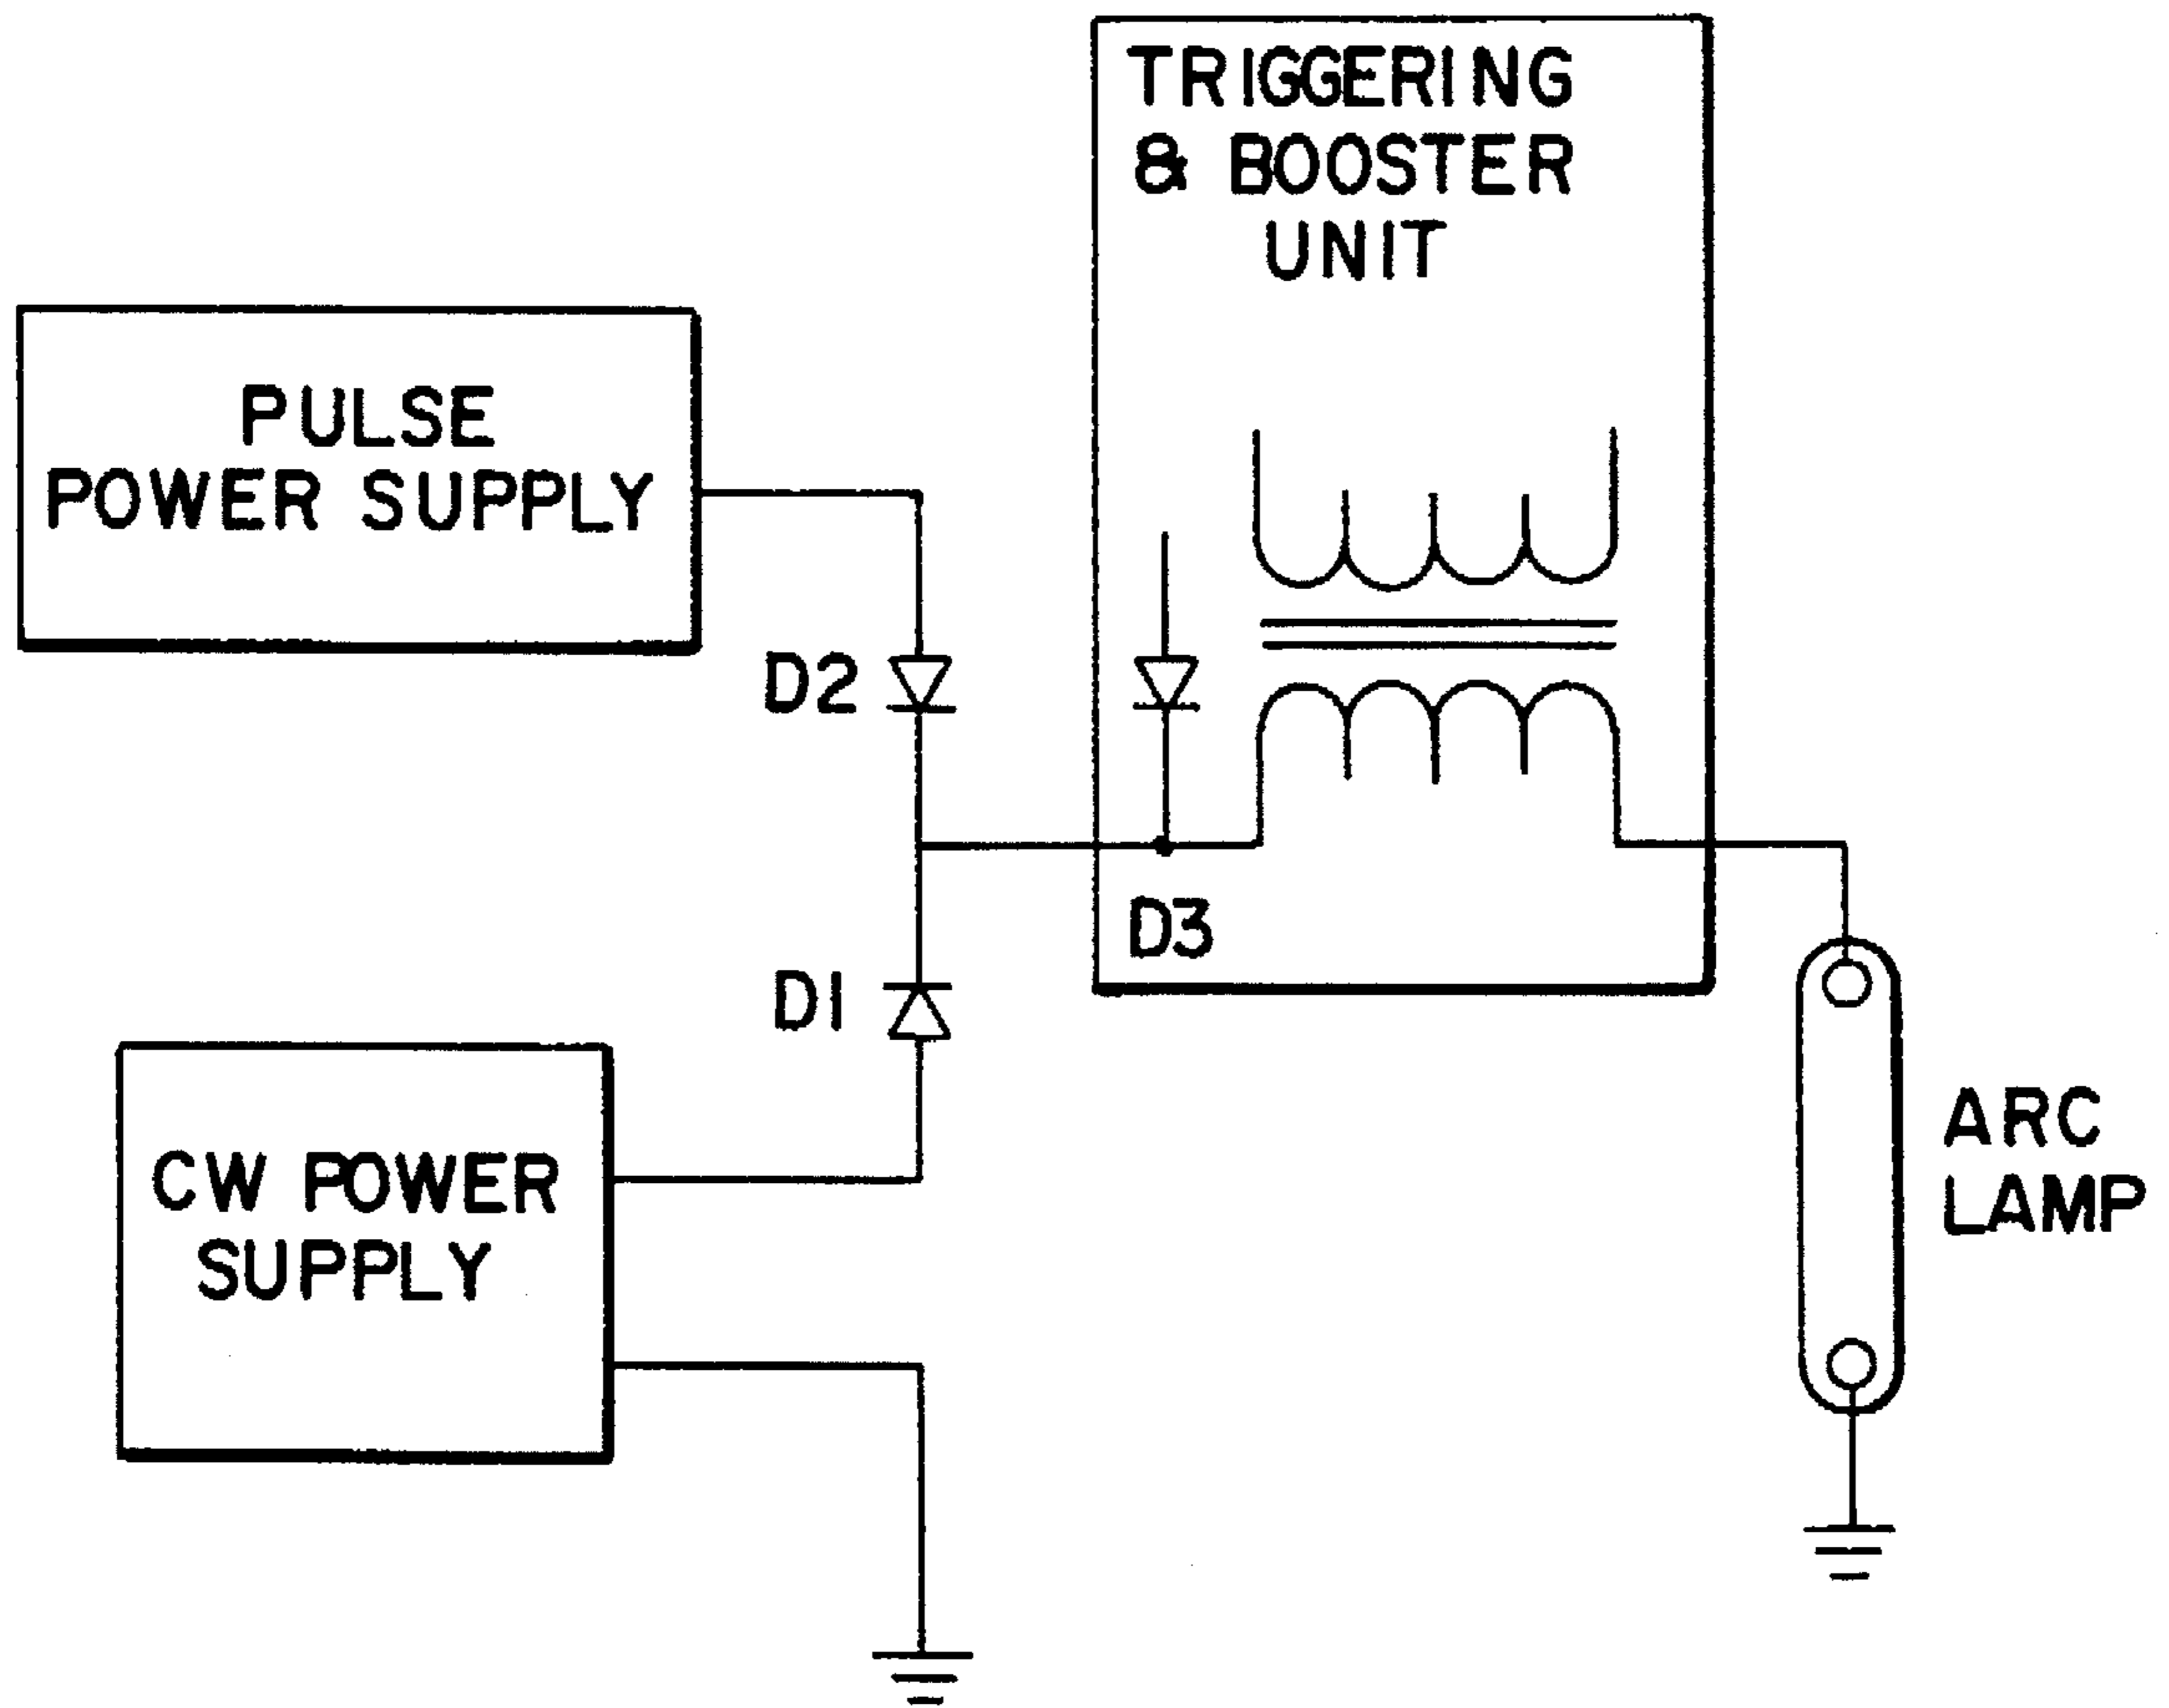 TRIGGERING
& BOOSTER
UNIT
PULSE
POWER SUPPLY
D2
D3
D1
CW POWER
SUPPLY
ARC
LAMP